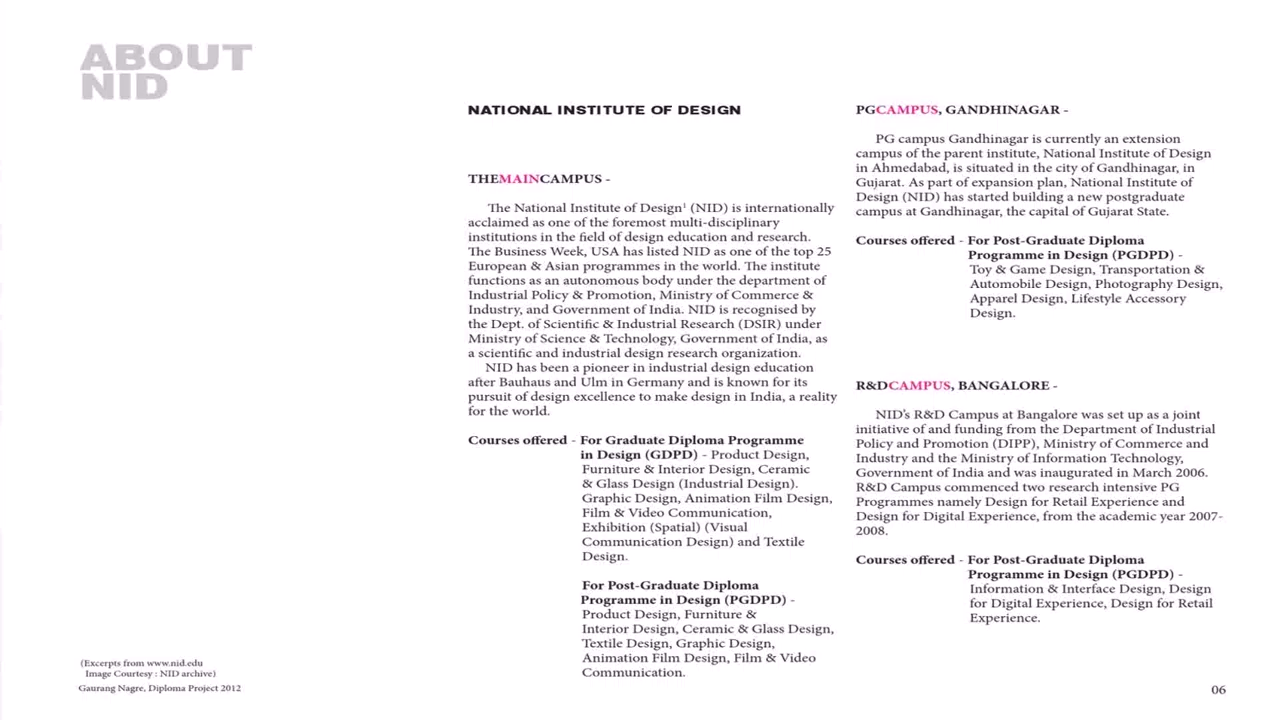 ABOUT
NID
NATIONAL INSTITUTE OF DESIGN
THEMAINCAMPUS -
The National Institute of Design¹ (NID) is internationally
acclaimed as one of the foremost multi-disciplinary
institutions in the field of design education and research.
The Business Week, USA has listed NID as one of the top 25
European & Asian programmes in the world. The institute
functions as an autonomous body under the department of
Industrial Policy & Promotion, Ministry of Commerce &
Industry, and Government of India. NID is recognised by
the Dept. of Scientific & Industrial Research (DSIR) under
Ministry of Science & Technology, Government of India, as
a scientific and industrial design research organization.
NID has been a pioneer in industrial design education
after Bauhaus and Ulm in Germany and is known for its
pursuit of design excellence to make design in India, a reality
for the world.
Courses offered - For Graduate Diploma Programme
in Design (GDPD) - Product Design,
Furniture & Interior Design, Ceramic
& Glass Design (Industrial Design).
Graphic Design, Animation Film Design,
Film & Video Communication,
Exhibition (Spatial) (Visual
Communication Design) and Textile
Design.
For Post-Graduate Diploma
Programme in Design (PGDPD) -
Product Design, Furniture &
Interior Design, Ceramic & Glass Design,
Textile Design, Graphic Design,
Animation Film Design, Film & Video
Communication.
PGCAMPUS, GANDHINAGAR -
PG campus Gandhinagar is currently an extension
campus of the parent institute, National Institute of Design
in Ahmedabad, is situated in the city of Gandhinagar, in
Gujarat. As part of expansion plan, National Institute of
Design (NID) has started building a new postgraduate
campus at Gandhinagar, the capital of Gujarat State.
Courses offered - For Post-Graduate Diploma
Programme in Design (PGDPD) -
Toy & Game Design, Transportation &
Automobile Design, Photography Design,
Apparel Design, Lifestyle Accessory
Design.
R&DCAMPUS, BANGALORE -
NID's R&D Campus at Bangalore was set up as a joint
initiative of and funding from the Department of Industrial
Policy and Promotion (DIPP), Ministry of Commerce and
Industry and the Ministry of Information Technology,
Government of India and was inaugurated in March 2006.
R&D Campus commenced two research intensive PG
Programmes namely Design for Retail Experience and
Design for Digital Experience, from the academic year 2007-
2008.
Courses offered - For Post-Graduate Diploma
Programme in Design (PGDPD) -
Information & Interface Design, Design
for Digital Experience, Design for Retail
Experience.
(Excerpts from www.nid.edu
Image Courtesy : NID archive)
Gaurang Nagre, Diploma Project 2012
06